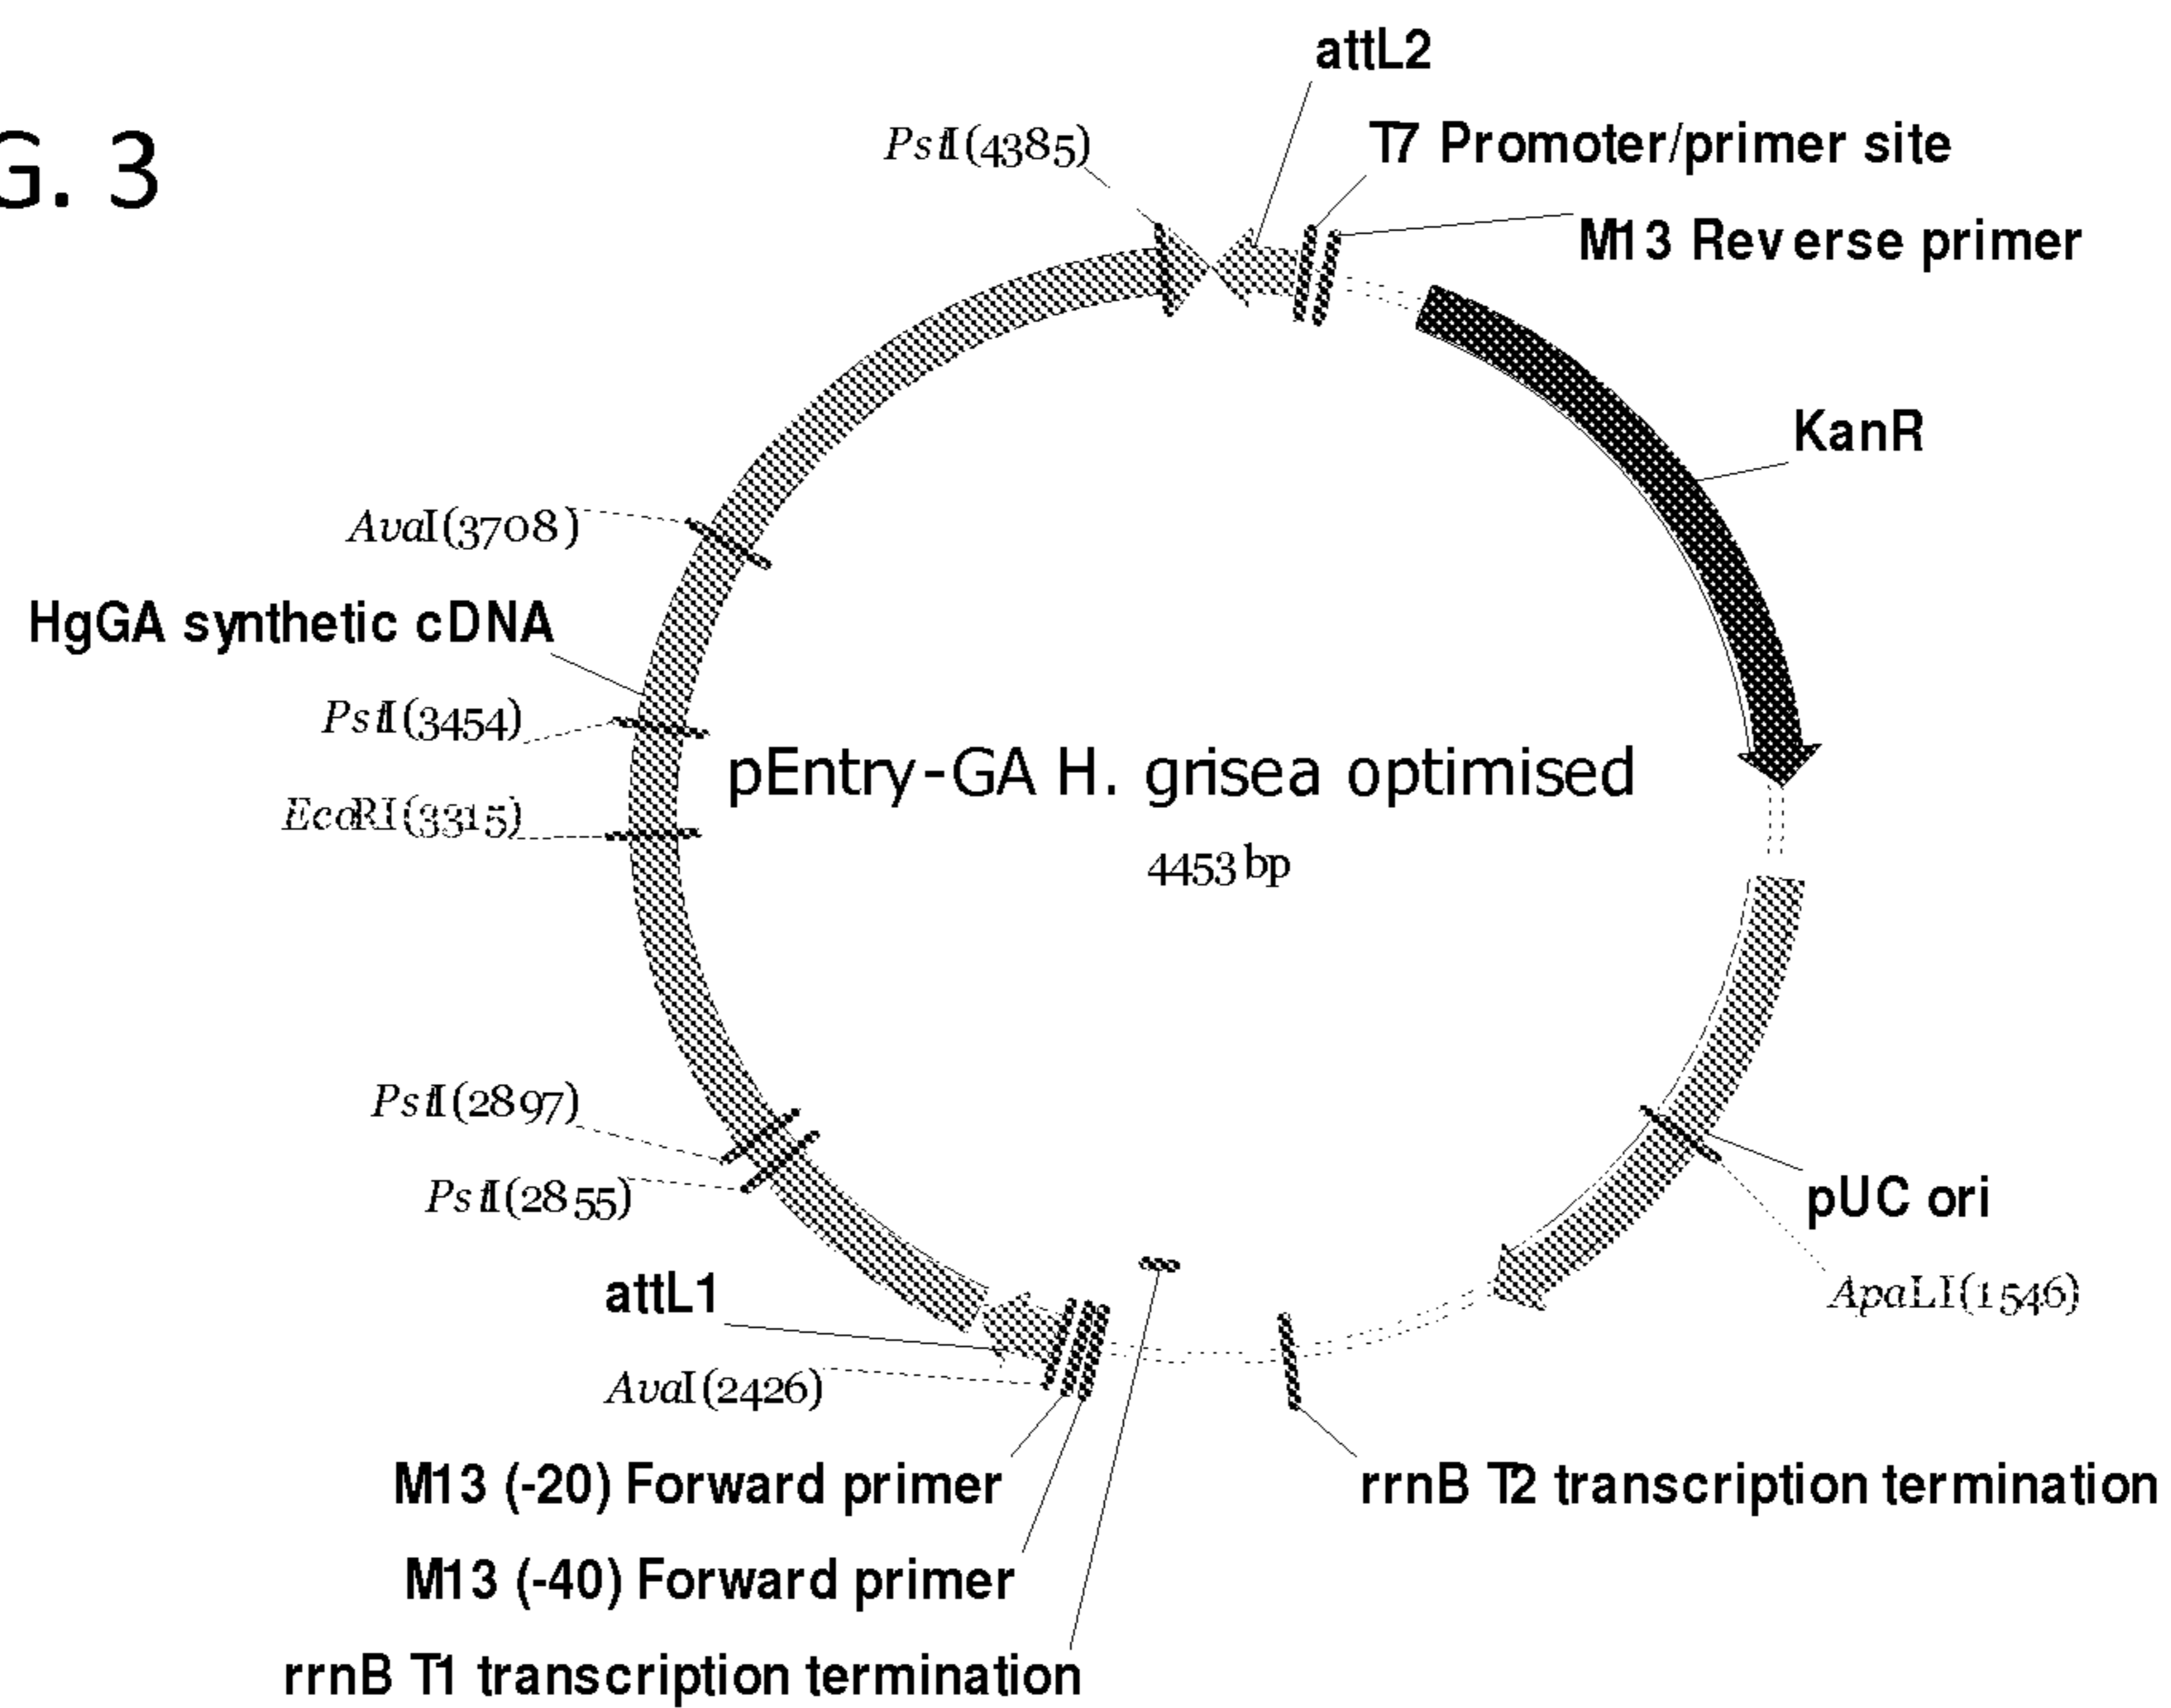 G. 3
attL2
PstI(4385)
T7 Promoter/primer site
M13 Reverse primer
KanR
AvaI(3708)
HgGA synthetic cDNA
PstI(3454)
pEntry-GA H. grisea optimised
EcoRI(3315)
4453 bp
PstI(2897)
PstI(2855)
pUC ori
attL1
ApaLI(1546)
AvaI(2426)
M13 (-20) Forward primer
rrnB T2 transcription termination
M13 (-40) Forward primer
rrnB T1 transcription termination